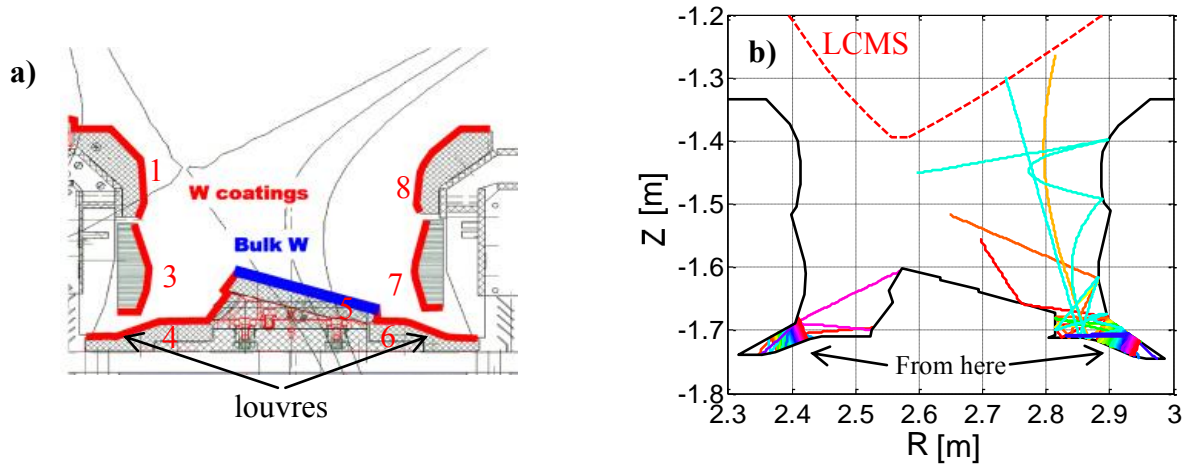 a)
1
8
W coatings
Bulk W
3
7
5
4
6
louvres
b)
LCMS
From here
-1.2
-1.3
-1.4
-1.5
-1.6
-1.7
-1.8
Z [m]
2.3 2.4 2.5 2.6 2.7 2.8 2.9 3
R [m]